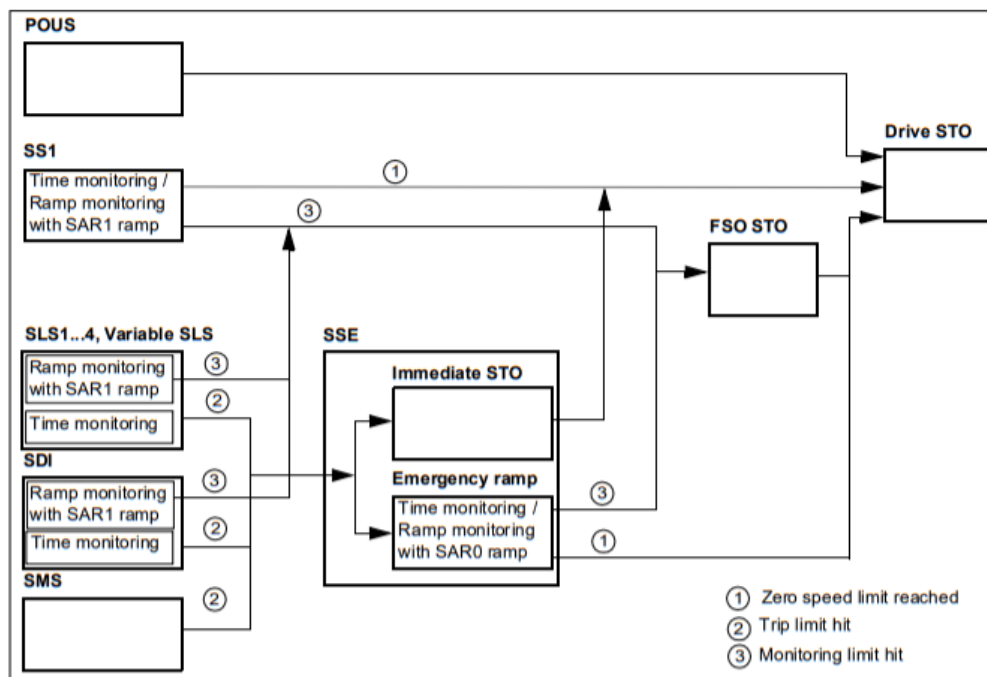 POUS
Drive STO
SS1
Time monitoring /
Ramp monitoring
with SAR1 ramp
1
3
FSO STO
SLS1...4, Variable SLS
Ramp monitoring
with SAR1 ramp
3
2
Time monitoring
SSE
Immediate STO
SDI
Ramp monitoring
with SAR1 ramp
3
Time monitoring
2
Emergency ramp
Time monitoring /
Ramp monitoring
with SAR0 ramp
3
1
SMS
2
1 Zero speed limit reached
2 Trip limit hit
3 Monitoring limit hit